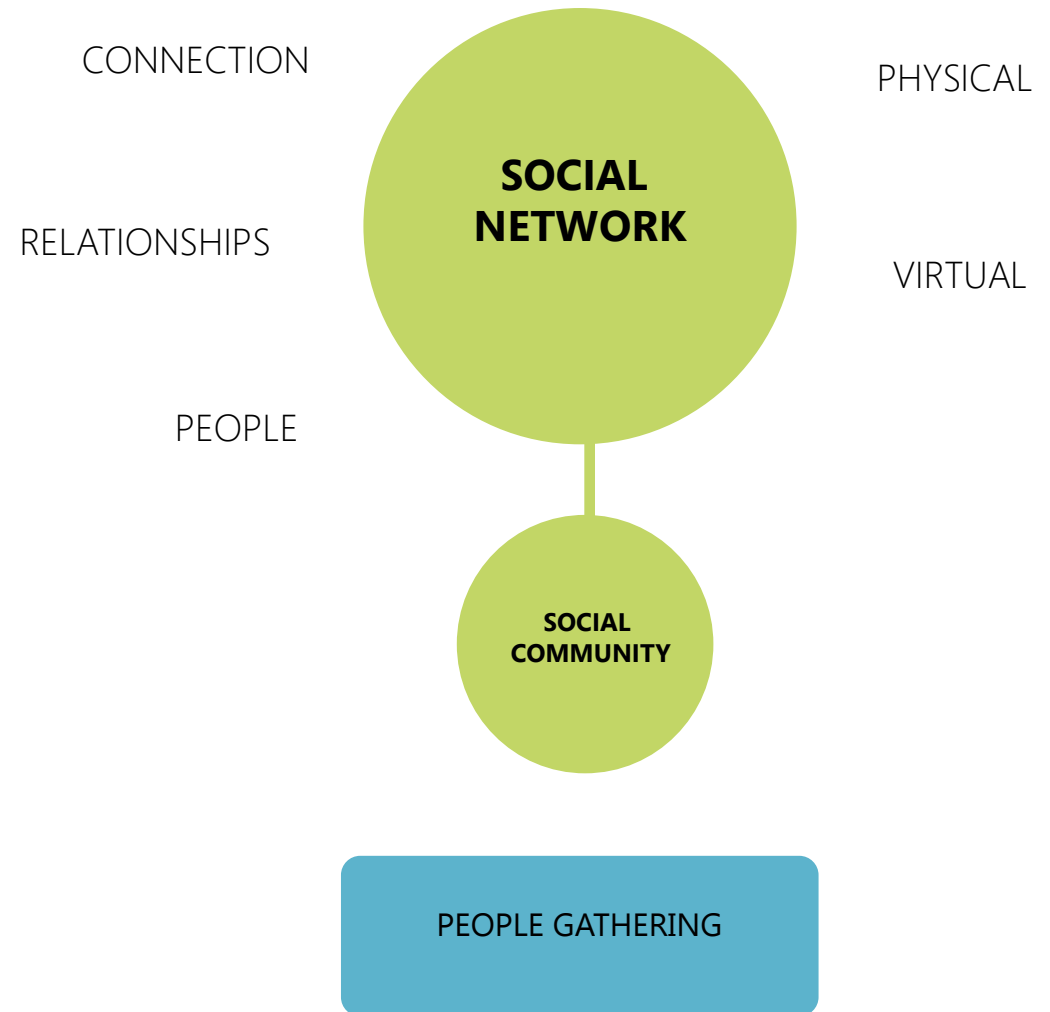 CONNECTION
PHYSICAL
SOCIAL
NETWORK
RELATIONSHIPS
VIRTUAL
PEOPLE
SOCIAL
COMMUNITY
PEOPLE GATHERING